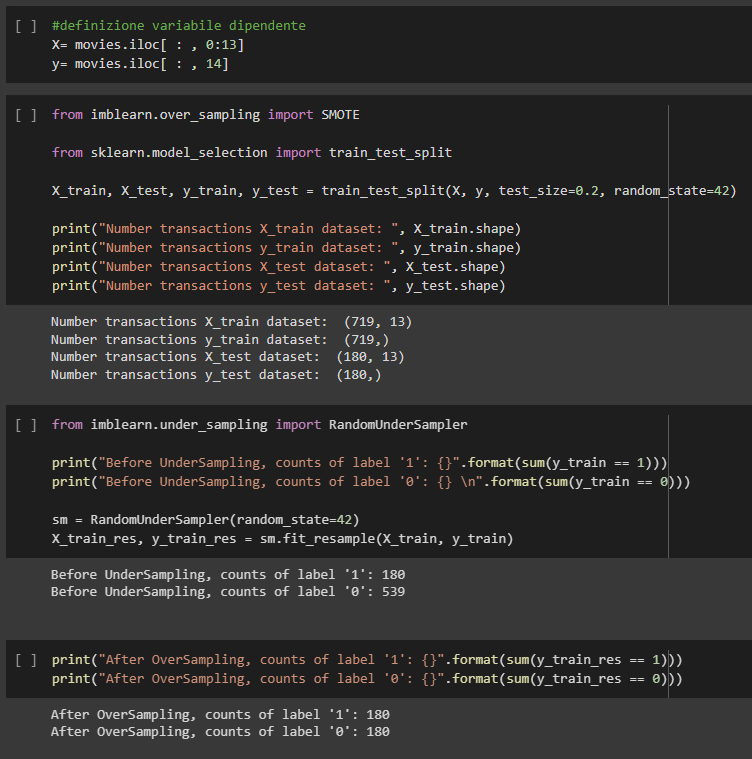 [ ] #definizione variabile dipendente
X= movies.iloc[ : , 0:13]
y= movies.iloc[ : , 14]
[ ] from imblearn.over_sampling import SMOTE
from sklearn.model_selection import train_test_split
X_train, X_test, y_train, y_test = train_test_split(X, y, test_size=0.2, random_state=42)
print("Number transactions X_train dataset: ", X_train.shape)
print("Number transactions y_train dataset: ", y_train.shape)
print("Number transactions X_test dataset: ", X_test.shape)
print("Number transactions y_test dataset: ", y_test.shape)
Number transactions X_train dataset:  (719, 13)
Number transactions y_train dataset:  (719,)
Number transactions X_test dataset:  (180, 13)
Number transactions y_test dataset:  (180,)
[ ] from imblearn.under_sampling import RandomUnderSampler
print("Before UnderSampling, counts of label '1': {}".format(sum(y_train == 1)))
print("Before UnderSampling, counts of label '0': {} \n".format(sum(y_train == 0)))
sm = RandomUnderSampler(random_state=42)
X_train_res, y_train_res = sm.fit_resample(X_train, y_train)
Before UnderSampling, counts of label '1': 180
Before UnderSampling, counts of label '0': 539
[ ] print("After OverSampling, counts of label '1': {}".format(sum(y_train_res == 1)))
print("After OverSampling, counts of label '0': {}".format(sum(y_train_res == 0)))
After OverSampling, counts of label '1': 180
After OverSampling, counts of label '0': 180